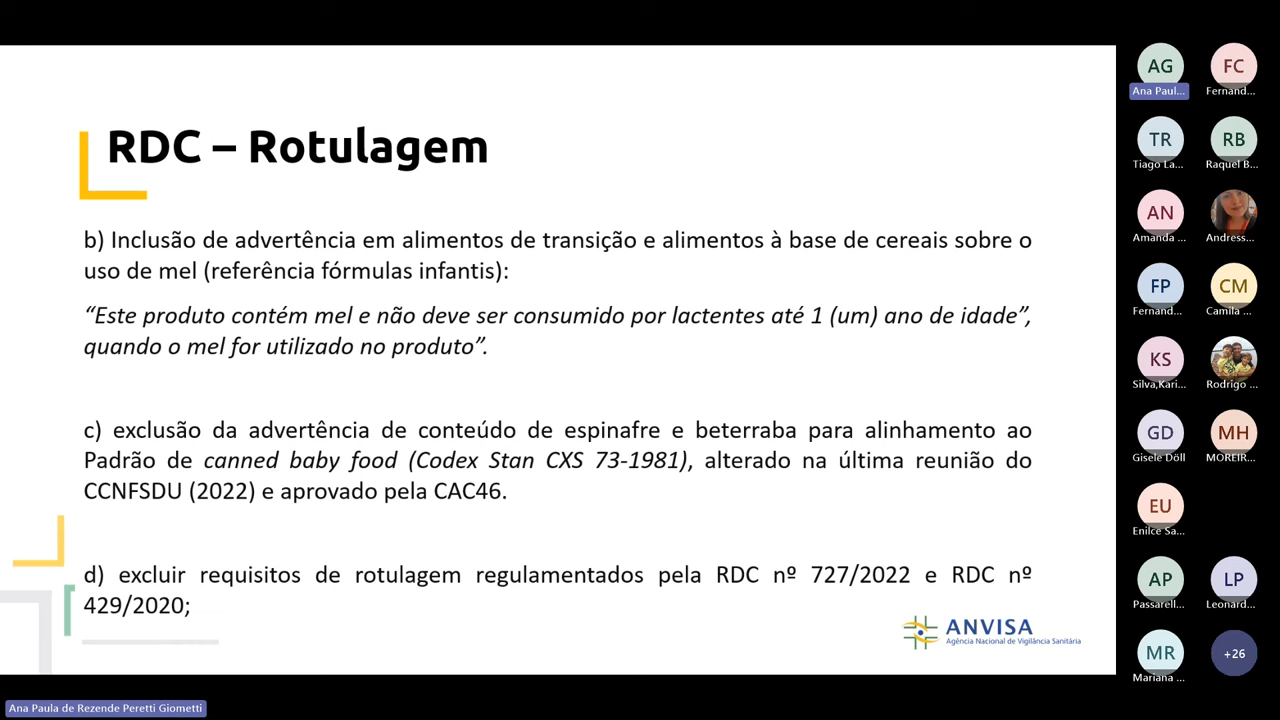 RDC – Rotulagem
b) Inclusão de advertência em alimentos de transição e alimentos à base de cereais sobre o
uso de mel (referência fórmulas infantis):
“Este produto contém mel e não deve ser consumido por lactentes até 1 (um) ano de idade”,
quando o mel for utilizado no produto”.
c) exclusão da advertência de conteúdo de espinafre e beterraba para alinhamento ao
Padrão de canned baby food (Codex Stan CXS 73-1981), alterado na última reunião do
CCNFSDU (2022) e aprovado pela CAC46.
d) excluir requisitos de rotulagem regulamentados pela RDC nº 727/2022 e RDC nº
429/2020;
ANVISA
Agência Nacional de Vigilância Sanitária
AG
FC
Ana Paul...
Fernand...
TR
RB
Tiago La...
Raquel B...
AN
Amanda ...
Andress...
FP
CM
Fernand...
Camila ...
KS
Silva,Kari...
Rodrigo ...
GD
MH
Gisele Döll
MOREIR...
EU
Enilce Sa...
AP
LP
Passarell...
Leonard...
MR
+26
Mariana ...
Ana Paula de Rezende Peretti Giometti